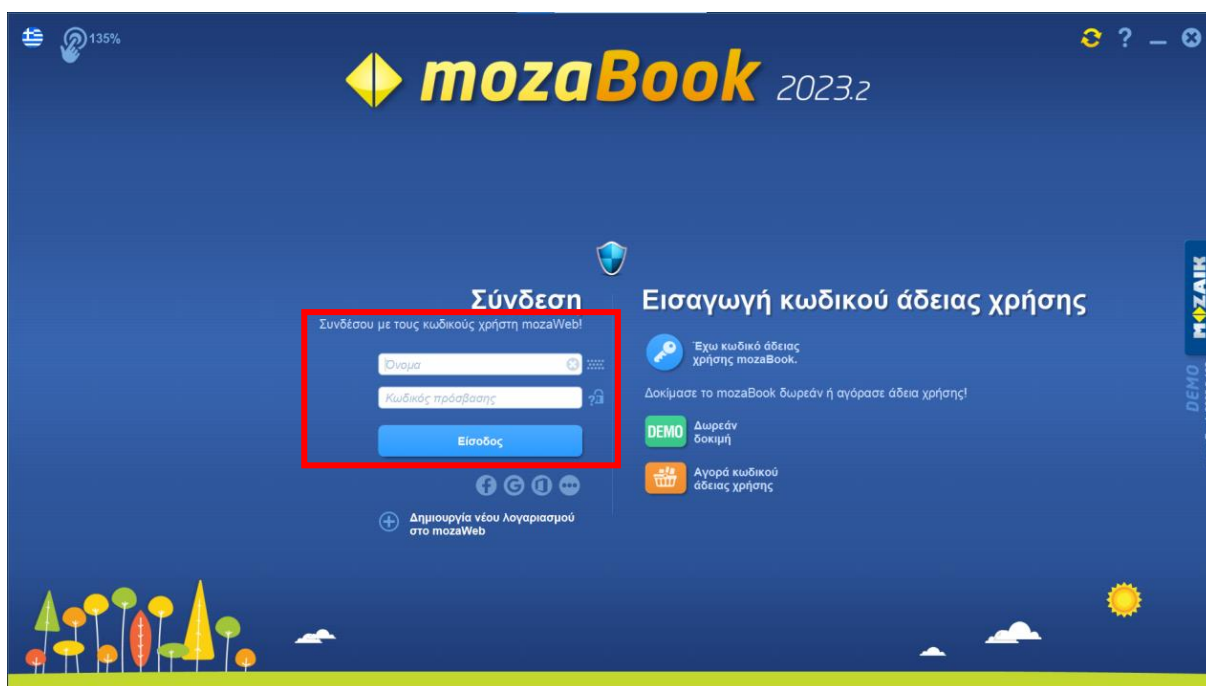 135%
?
mozaBook 2023.2
Σύνδεση
Συνδέσου με τους κωδικούς χρήστη mozaWeb!
Όνομα
Κωδικός πρόσβασης
?
Είσοδος
Δημιουργία νέου λογαριασμού
στο mozaWeb
Εισαγωγή κωδικού άδειας χρήσης
Έχω κωδικό άδειας
χρήσης mozaBook.
Δοκίμασε το mozaBook δωρεάν ή αγόρασε άδεια χρήσης!
DEMO
Δωρεάν
δοκιμή
Αγορά κωδικού
άδειας χρήσης
MOZAIK
DEMO